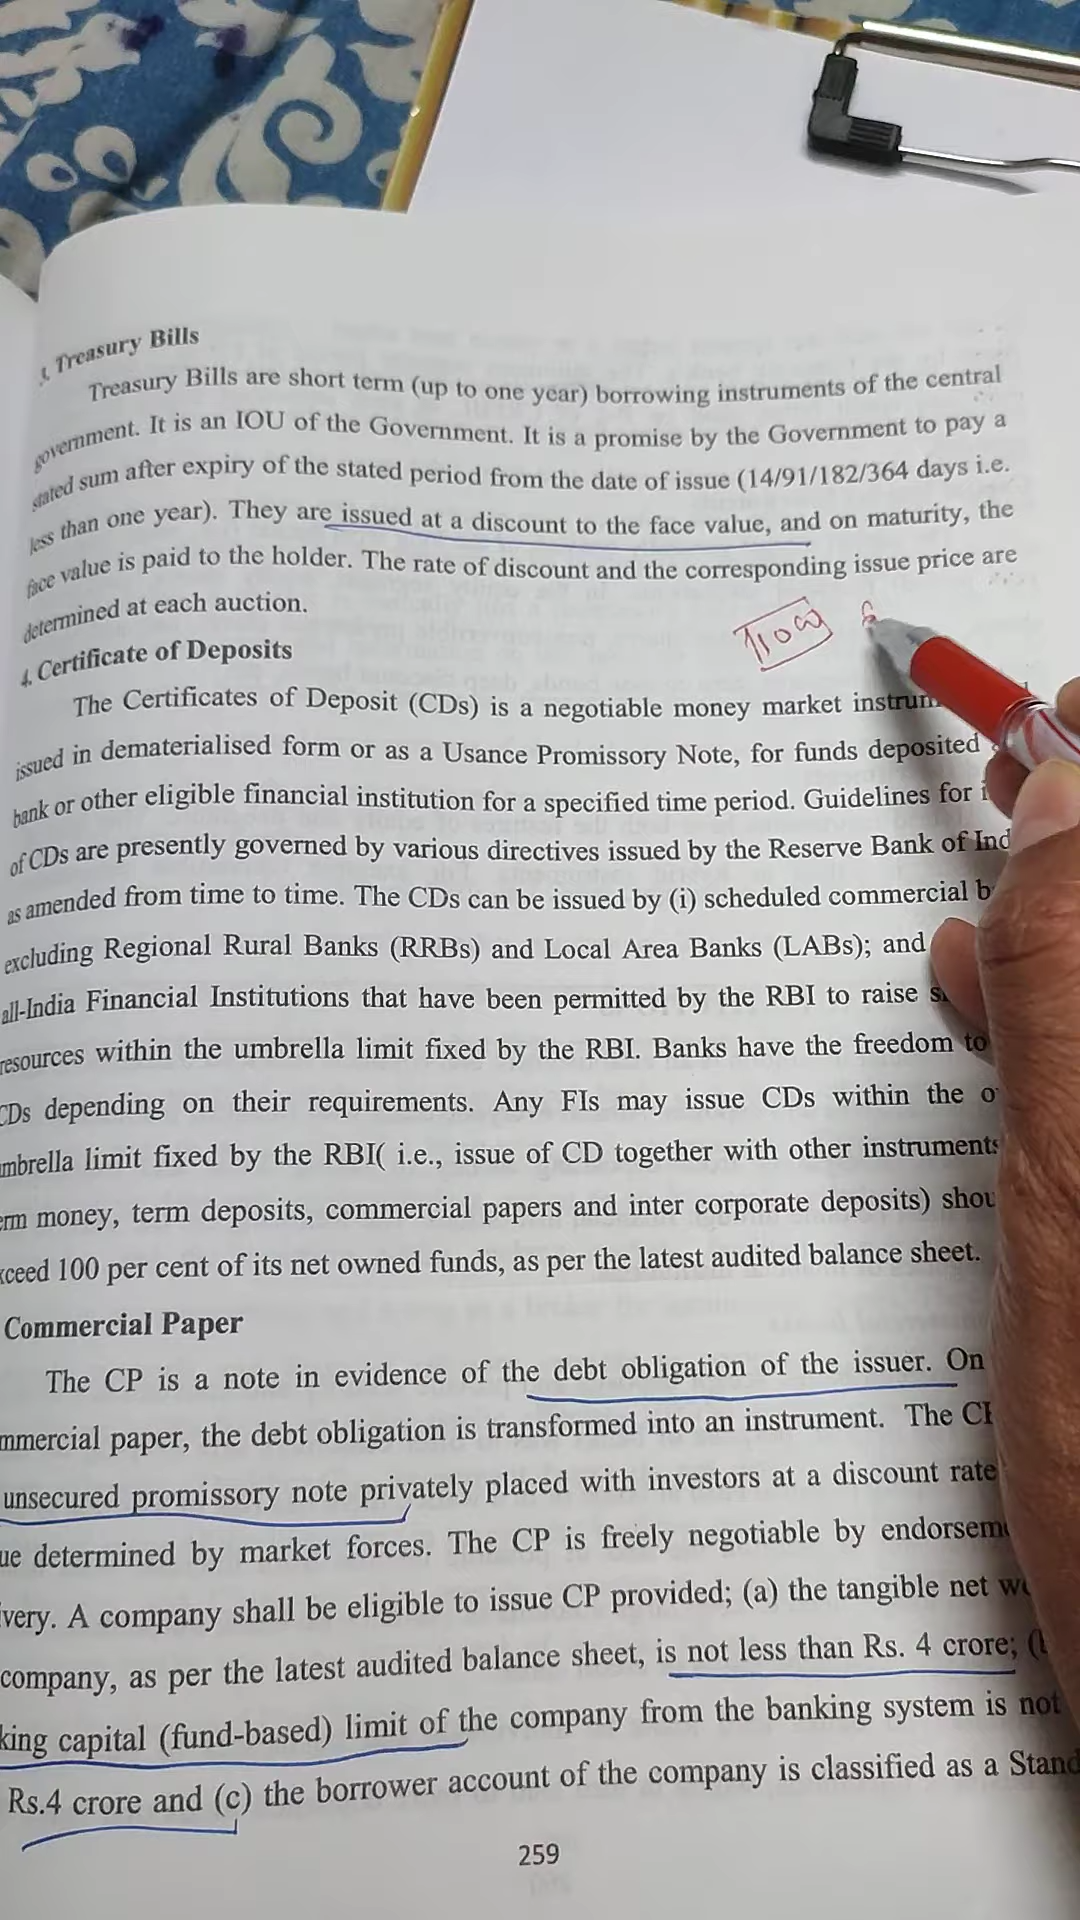 3. Treasury Bills
Treasury Bills are short term (up to one year) borrowing instruments of the central
government. It is an IOU of the Government. It is a promise by the Government to pay a
stated sum after expiry of the stated period from the date of issue (14/91/182/364 days i.e.
less than one year). They are issued at a discount to the face value, and on maturity, the
face value is paid to the holder. The rate of discount and the corresponding issue price are
determined at each auction.
4. Certificate of Deposits
The Certificates of Deposit (CDs) is a negotiable money market
issued in dematerialised form or as a Usance Promissory Note, for funds deposited
bank or other eligible financial institution for a specified time period. Guidelines for
of CDs are presently governed by various directives issued by the Reserve Bank of Ind
as amended from time to time. The CDs can be issued by (i) scheduled commercial b
excluding Regional Rural Banks (RRBs) and Local Area Banks (LABs); and
all-India Financial Institutions that have been permitted by the RBI to raise
resources within the umbrella limit fixed by the RBI. Banks have the freedom to
CDs depending on their requirements. Any FIs may issue CDs within the o
mbrella limit fixed by the RBI( i.e., issue of CD together with other instruments
erm money, term deposits, commercial papers and inter corporate deposits) shou
xceed 100 per cent of its net owned funds, as per the latest audited balance sheet.
Commercial Paper
The CP is a note in evidence of the debt obligation of the issuer. On
mmercial paper, the debt obligation is transformed into an instrument. The
unsecured promissory note privately placed with investors at a discount rate
ue determined by market forces. The CP is freely negotiable by endorsem
ivery. A company shall be eligible to issue CP provided; (a) the tangible net
company, as per the latest audited balance sheet, is not less than Rs. 4 crore;
king capital (fund-based) limit of the company from the banking system is not
Rs.4 crore and (c) the borrower account of the company is classified as a Stand
259